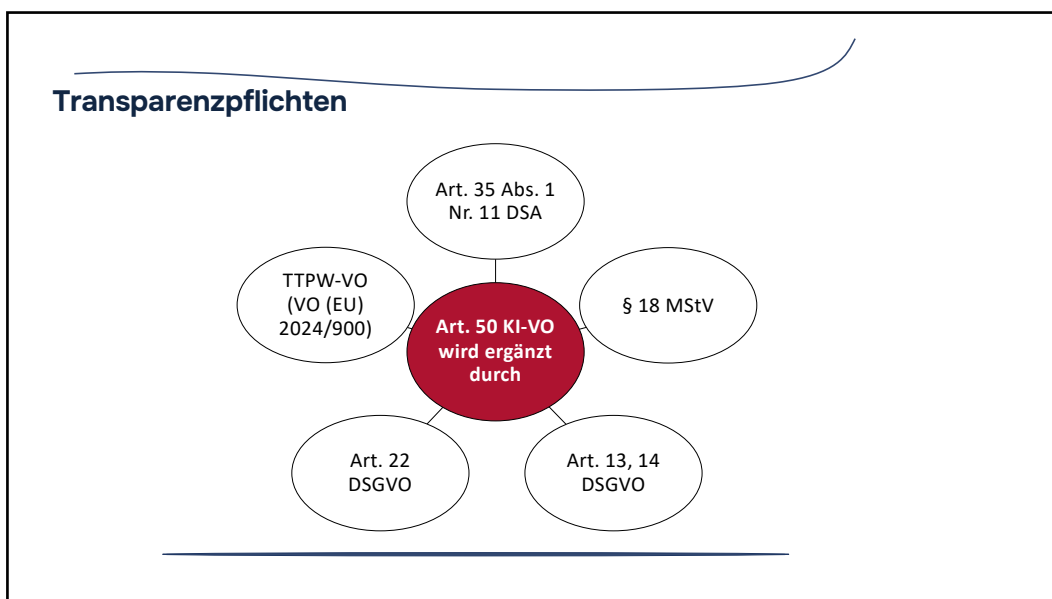 Transparenzpflichten
Art. 35 Abs. 1
Nr. 11 DSA
TTPW-VO
(VO (EU)
2024/900)
§ 18 MStV
Art. 50 KI-VO
wird ergänzt
durch
Art. 22
DSGVO
Art. 13, 14
DSGVO